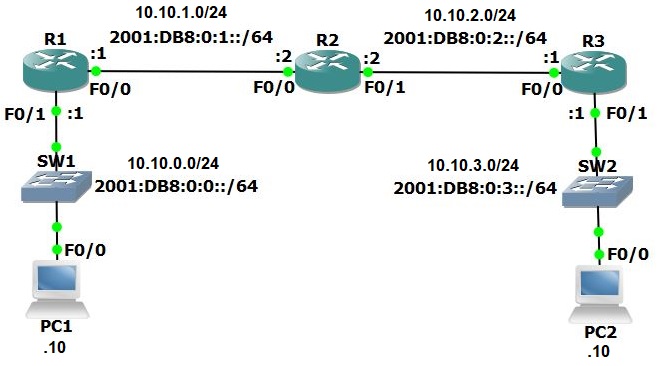 10.10.1.0/24
2001:DB8:0:1::/64
10.10.2.0/24
2001:DB8:0:2::/64
R1
:1
F0/0
R2
:2
F0/0
:2
F0/1
R3
:1
F0/0
F0/1
:1
:1
F0/1
SW1
10.10.0.0/24
2001:DB8:0:0::/64
10.10.3.0/24
2001:DB8:0:3::/64
SW2
F0/0
F0/0
PC1
.10
PC2
.10